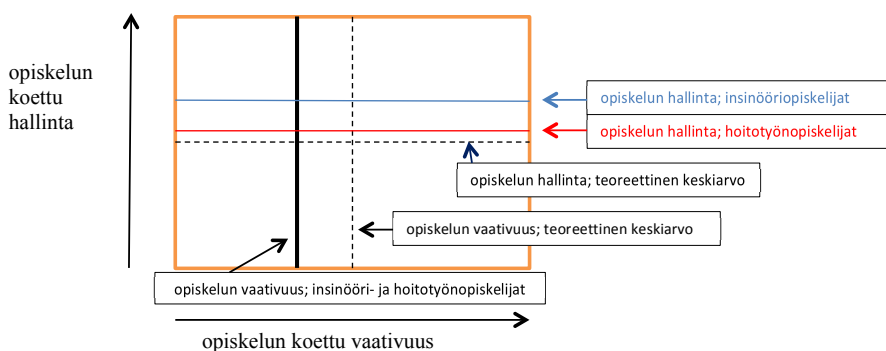 opiskelun
koettu
hallinta
opiskelun hallinta; insinööriopiskelijat
opiskelun hallinta; hoitotyönopiskelijat
opiskelun hallinta; teoreettinen keskiarvo
opiskelun vaativuus; teoreettinen keskiarvo
opiskelun vaativuus; insinööri- ja hoitotyönopiskelijat
opiskelun koettu vaativuus